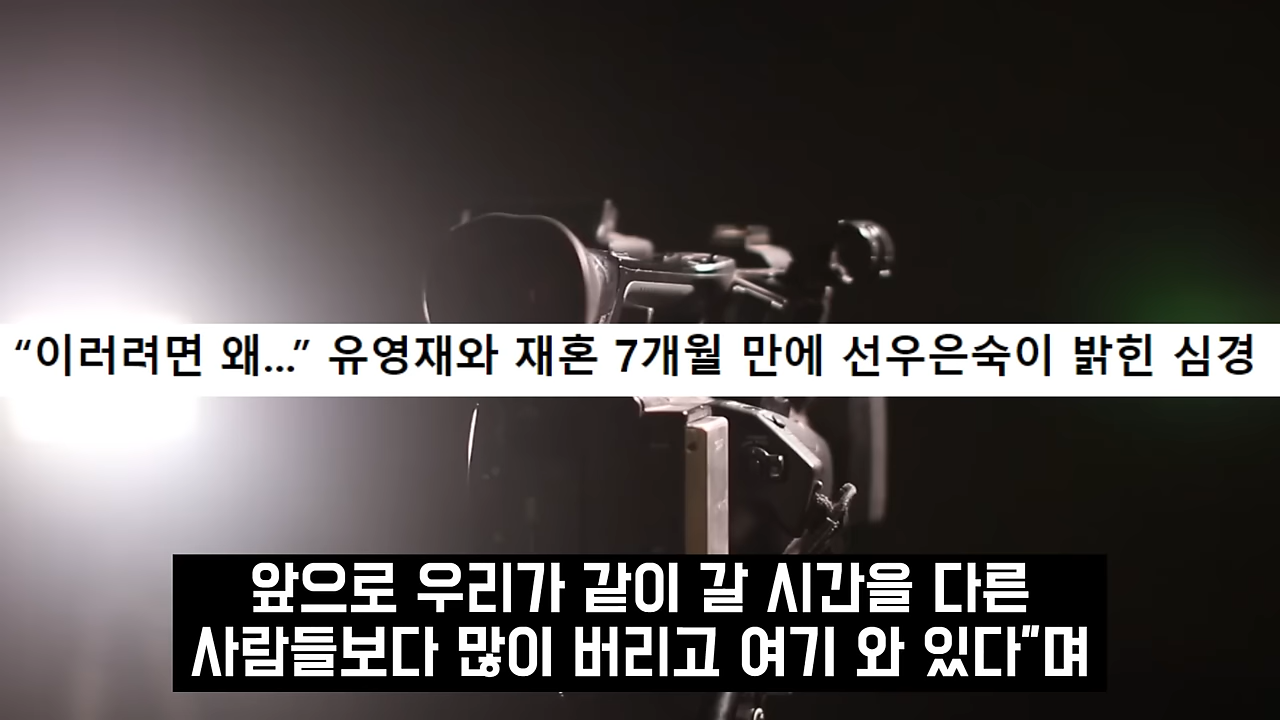 “이러려면 왜...” 유영재와 재혼 7개월 만에 선우은숙이 밝힌 심경
앞으로 우리가 같이 갈 시간을 다른
사람들보다 많이 버리고 여기 와 있다”며